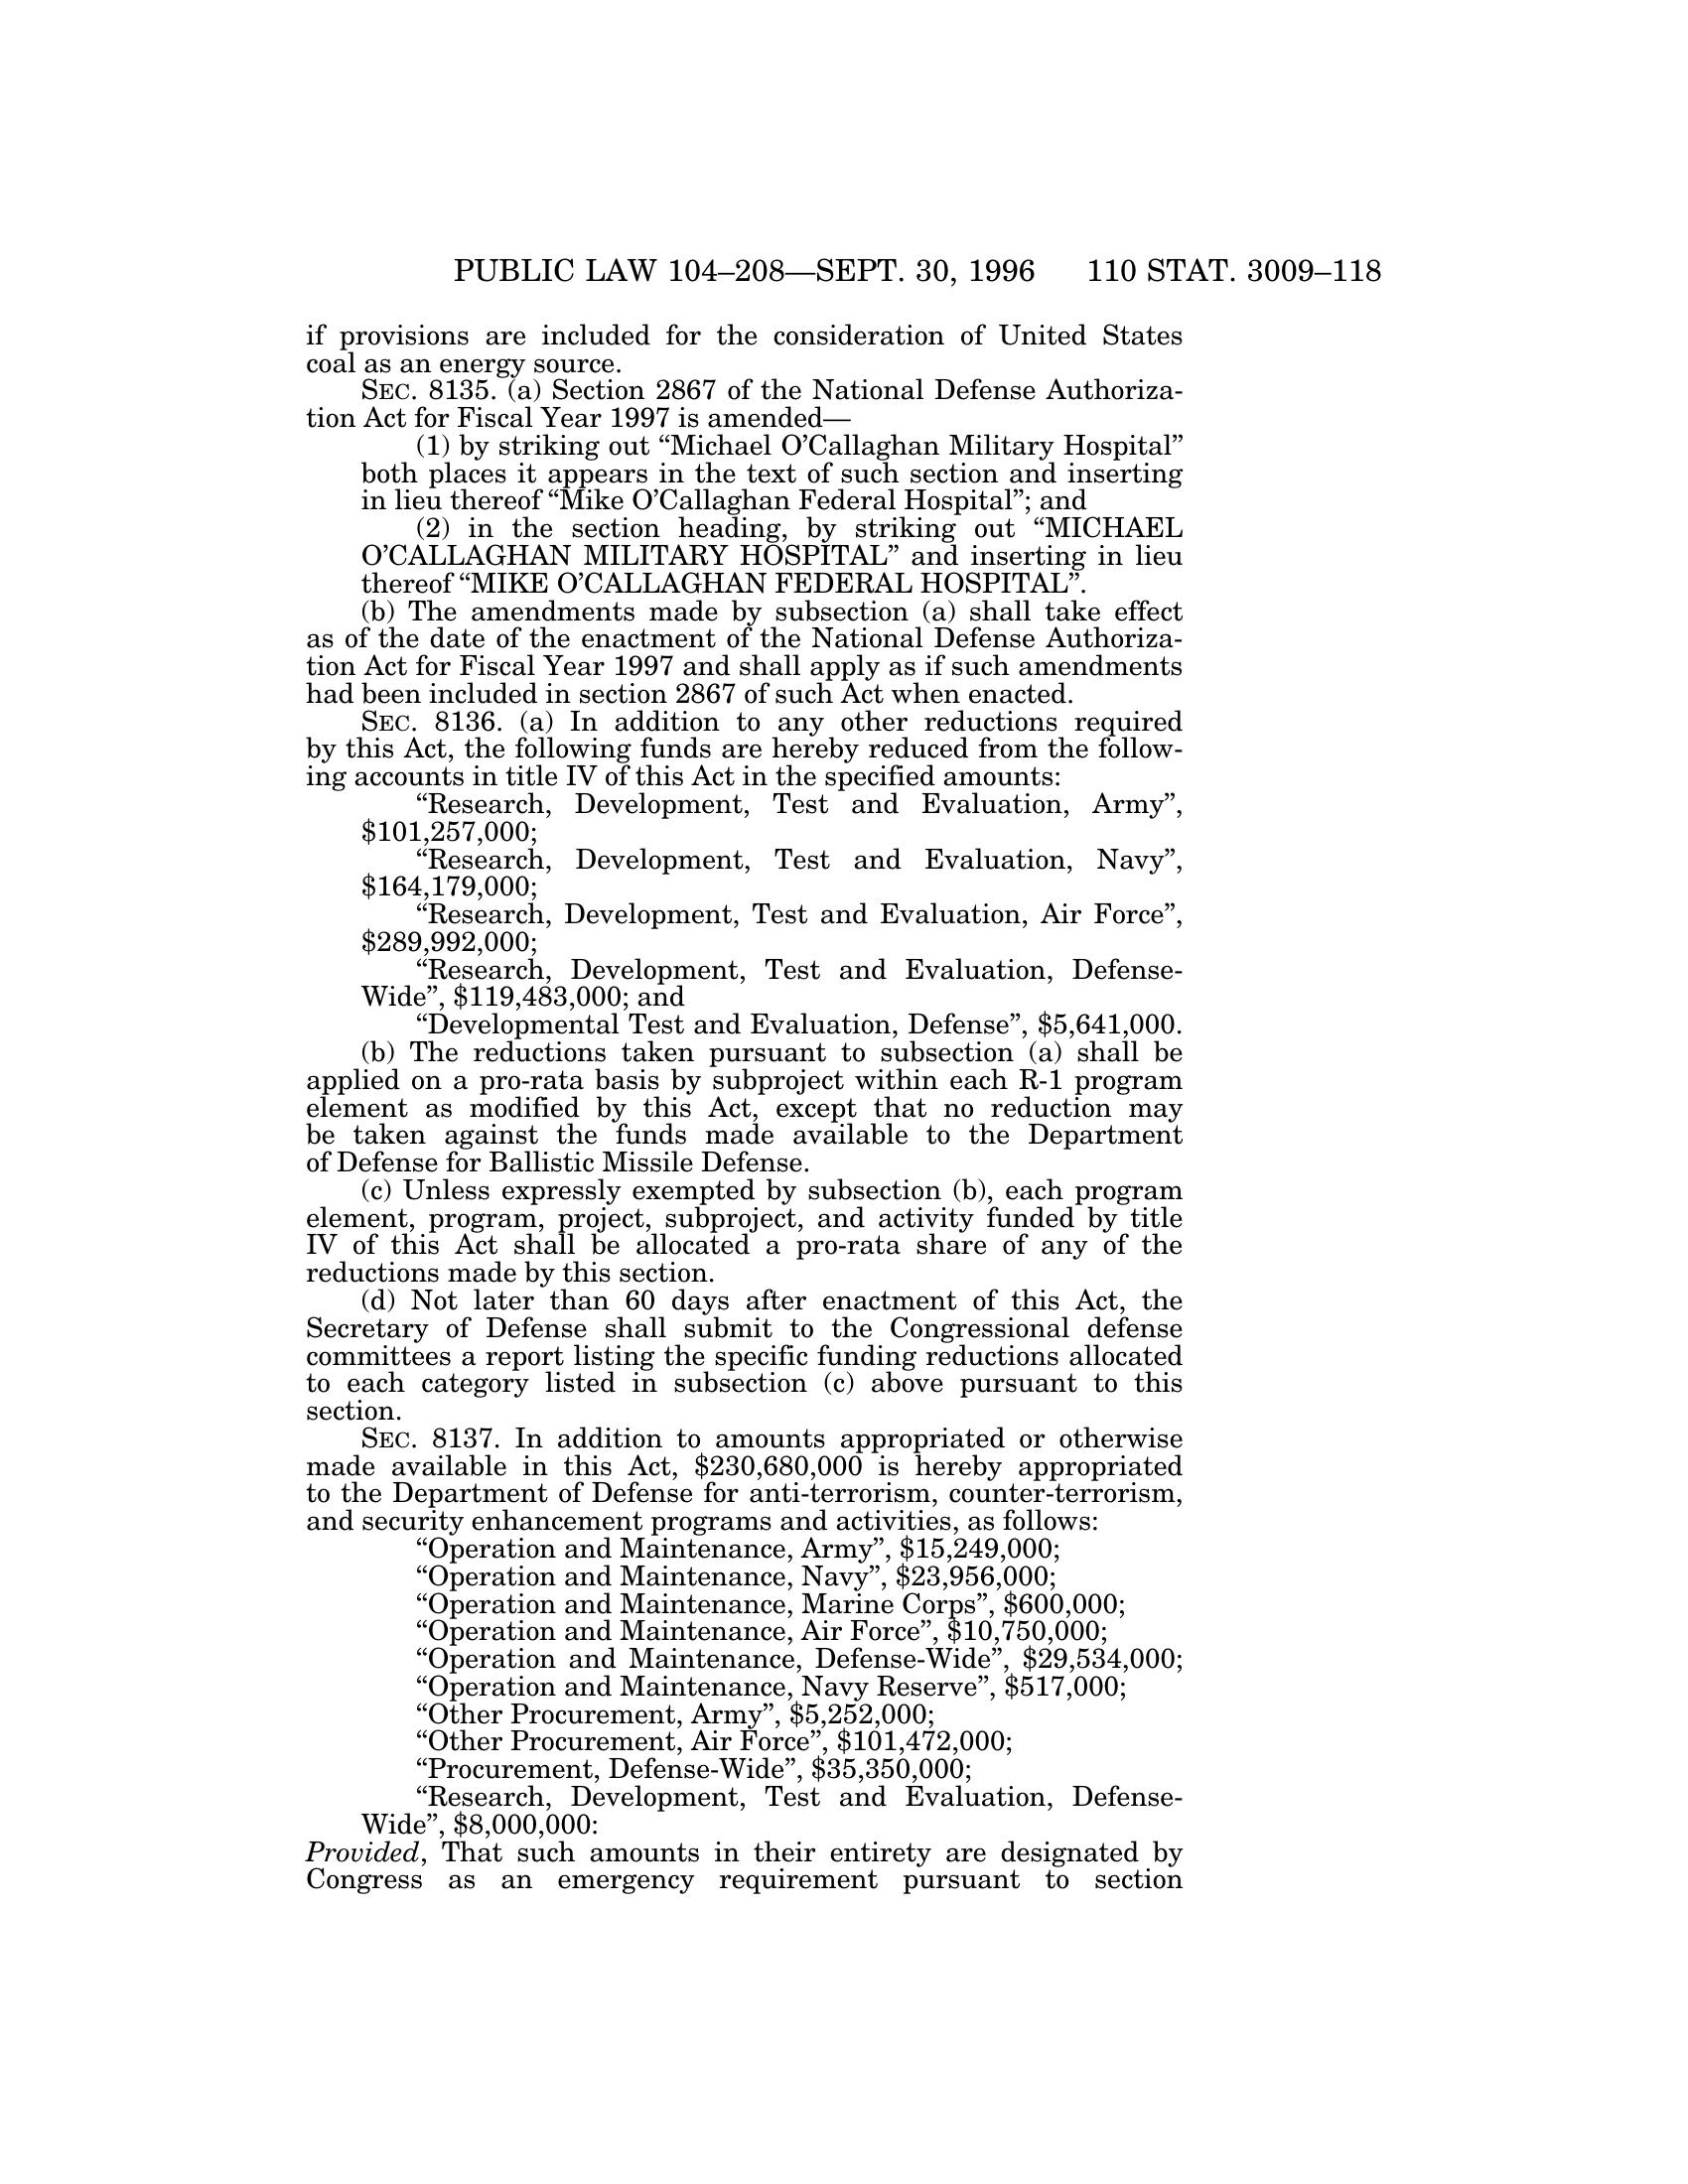 PUBLIC LAW 104–208—SEPT. 30, 1996 110 STAT. 3009–118
if provisions are included for the consideration of United States
coal as an energy source.
SEC. 8135. (a) Section 2867 of the National Defense Authoriza-
tion Act for Fiscal Year 1997 is amended—
(1) by striking out “Michael O’Callaghan Military Hospital”
both places it appears in the text of such section and inserting
in lieu thereof “Mike O’Callaghan Federal Hospital”; and
(2) in the section heading, by striking out “MICHAEL
O’CALLAGHAN MILITARY HOSPITAL” and inserting in lieu
thereof “MIKE O’CALLAGHAN FEDERAL HOSPITAL”.
(b) The amendments made by subsection (a) shall take effect
as of the date of the enactment of the National Defense Authoriza-
tion Act for Fiscal Year 1997 and shall apply as if such amendments
had been included in section 2867 of such Act when enacted.
SEC. 8136. (a) In addition to any other reductions required
by this Act, the following funds are hereby reduced from the follow-
ing accounts in title IV of this Act in the specified amounts:
“Research, Development, Test and Evaluation, Army”,
$101,257,000;
“Research, Development, Test and Evaluation, Navy”,
$164,179,000;
“Research, Development, Test and Evaluation, Air Force”,
$289,992,000;
“Research, Development, Test and Evaluation, Defense-
Wide”, $119,483,000; and
“Developmental Test and Evaluation, Defense”, $5,641,000.
(b) The reductions taken pursuant to subsection (a) shall be
applied on a pro-rata basis by subproject within each R-1 program
element as modified by this Act, except that no reduction may
be taken against the funds made available to the Department
of Defense for Ballistic Missile Defense.
(c) Unless expressly exempted by subsection (b), each program
element, program, project, subproject, and activity funded by title
IV of this Act shall be allocated a pro-rata share of any of the
reductions made by this section.
(d) Not later than 60 days after enactment of this Act, the
Secretary of Defense shall submit to the Congressional defense
committees a report listing the specific funding reductions allocated
to each category listed in subsection (c) above pursuant to this
section.
SEC. 8137. In addition to amounts appropriated or otherwise
made available in this Act, $230,680,000 is hereby appropriated
to the Department of Defense for anti-terrorism, counter-terrorism,
and security enhancement programs and activities, as follows:
“Operation and Maintenance, Army”, $15,249,000;
“Operation and Maintenance, Navy”, $23,956,000;
“Operation and Maintenance, Marine Corps”, $600,000;
“Operation and Maintenance, Air Force”, $10,750,000;
“Operation and Maintenance, Defense-Wide”, $29,534,000;
“Operation and Maintenance, Navy Reserve”, $517,000;
“Other Procurement, Army”, $5,252,000;
“Other Procurement, Air Force”, $101,472,000;
“Procurement, Defense-Wide”, $35,350,000;
“Research, Development, Test and Evaluation, Defense-
Wide”, $8,000,000:
Provided, That such amounts in their entirety are designated by
Congress as an emergency requirement pursuant to section